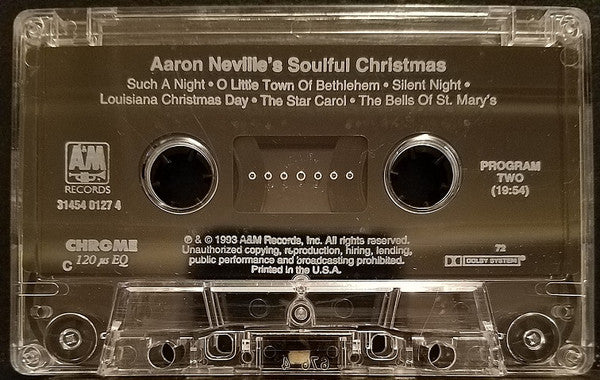 Aaron Neville's Soulful Christmas
Such A Night • O Little Town Of Bethlehem • Silent Night •
Louisiana Christmas Day • The Star Carol • The Bells Of St. Mary's
A&M
RECORDS
31454 0127 4
PROGRAM
TWO
(19:54)
CHROME
C 120 µs EQ
℗ & © 1993 A&M Records, Inc. All rights reserved.
Unauthorized copying, reproduction, hiring, lending,
public performance and broadcasting prohibited.
Printed in the U.S.A.
72
DOLBY SYSTEM®